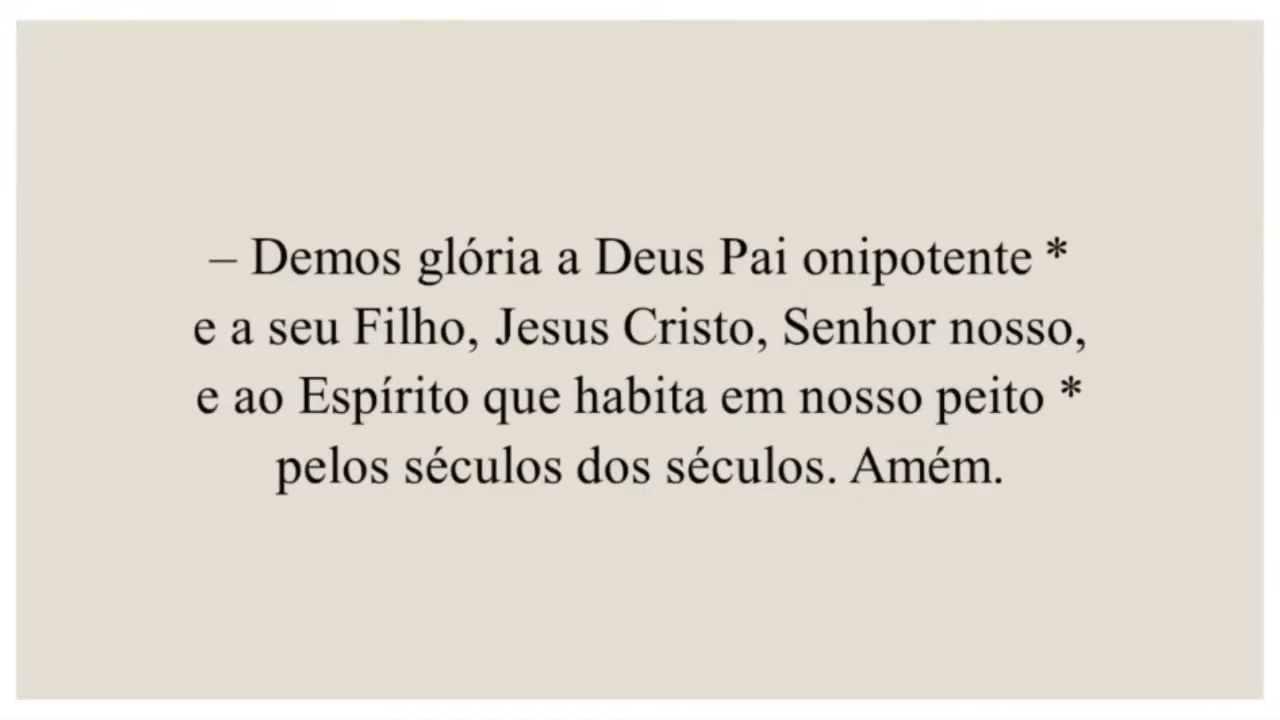 – Demos glória a Deus Pai onipotente *
e a seu Filho, Jesus Cristo, Senhor nosso,
e ao Espírito que habita em nosso peito *
pelos séculos dos séculos. Amém.